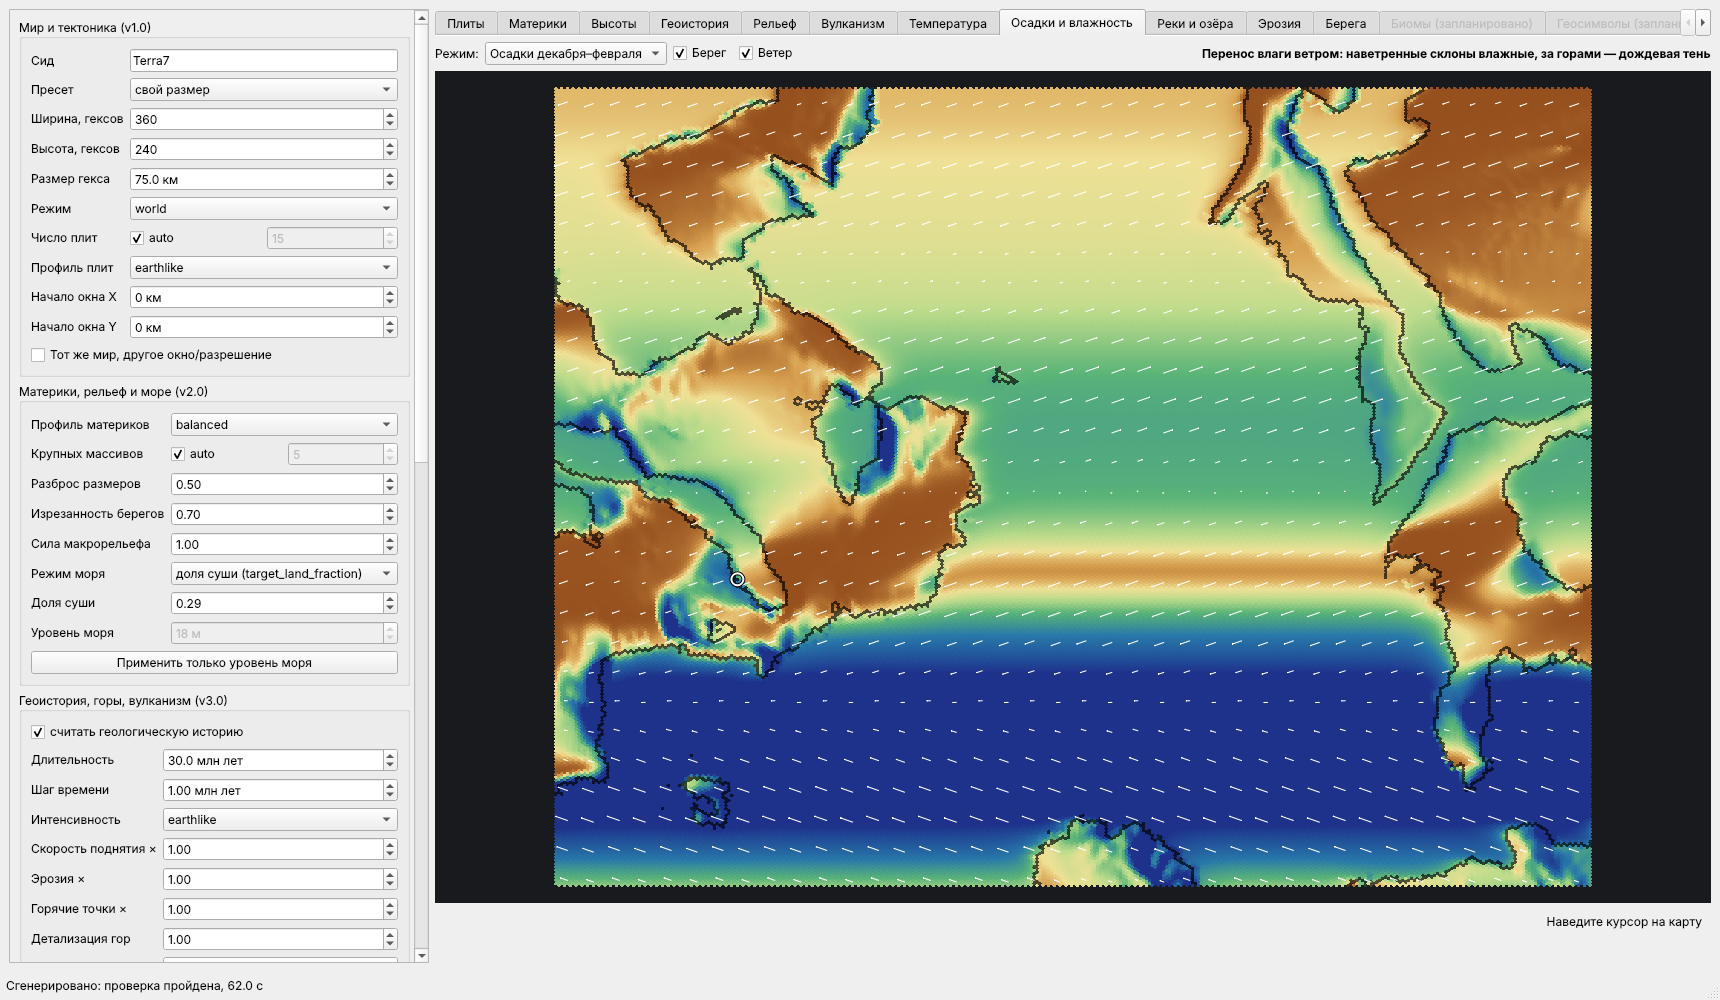 Мир и тектоника (v1.0)
Сид
Terra7
Пресет
свой размер
Ширина, гексов
360
Высота, гексов
240
Размер гекса
75.0 км
Режим
world
Число плит
auto
15
Профиль плит
earthlike
Начало окна X
0 км
Начало окна Y
0 км
Тот же мир, другое окно/разрешение
Материки, рельеф и море (v2.0)
Профиль материков
balanced
Крупных массивов
auto
5
Разброс размеров
0.50
Изрезанность берегов
0.70
Сила макрорельефа
1.00
Режим моря
доля суши (target_land_fraction)
Доля суши
0.29
Уровень моря
18 м
Применить только уровень моря
Геоистория, горы, вулканизм (v3.0)
считать геологическую историю
Длительность
30.0 млн лет
Шаг времени
1.00 млн лет
Интенсивность
earthlike
Скорость поднятия ×
1.00
Эрозия ×
1.00
Горячие точки ×
1.00
Детализация гор
1.00
Сгенерировано: проверка пройдена, 62.0 с
Плиты
Материки
Высоты
Геоистория
Рельеф
Вулканизм
Температура
Осадки и влажность
Реки и озёра
Эрозия
Берега
Биомы (запланировано)
Геосимволы
Режим:
Осадки декабря–февраля
Берег
Ветер
Перенос влаги ветром: наветренные склоны влажные, за горами — дождевая тень
Наведите курсор на карту